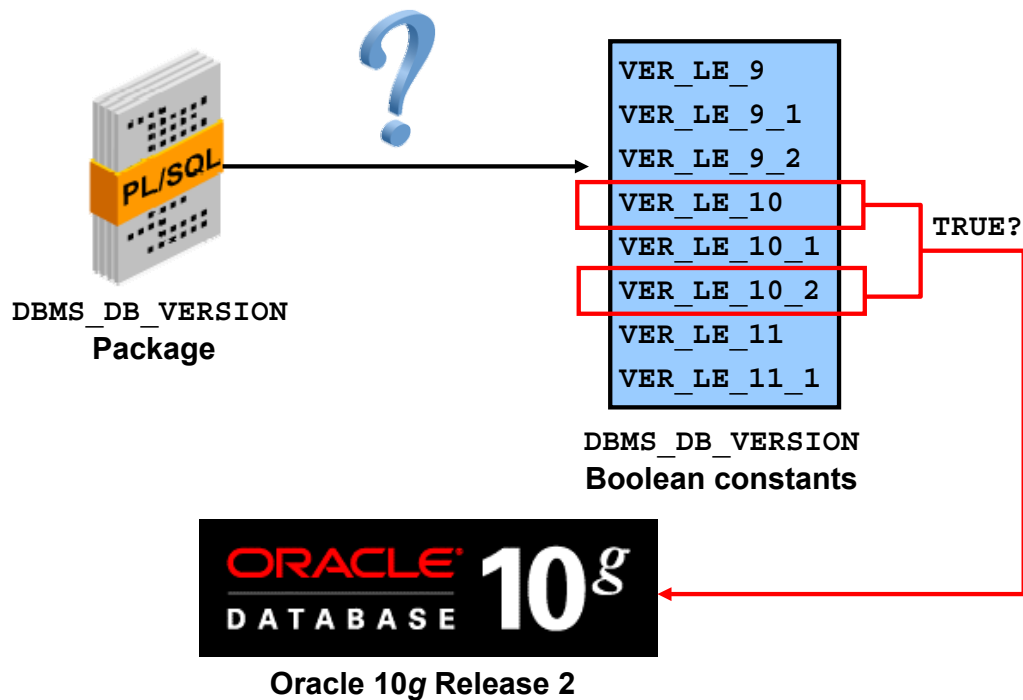 PL/SQL
DBMS_DB_VERSION
Package
VER_LE_9
VER_LE_9_1
VER_LE_9_2
VER_LE_10
VER_LE_10_1
VER_LE_10_2
VER_LE_11
VER_LE_11_1
TRUE?
DBMS_DB_VERSION
Boolean constants
ORACLE®
DATABASE
10g
Oracle 10g Release 2